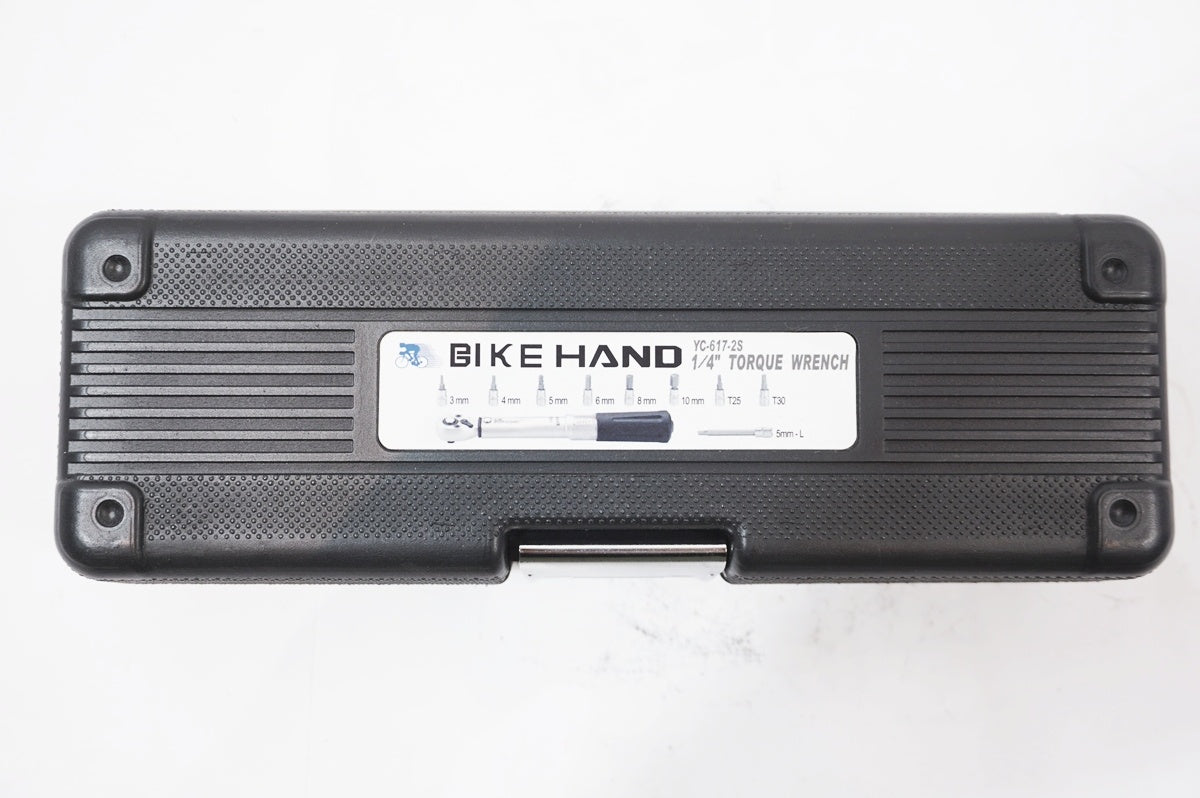 BIKE HAND YC-617-2S
1/4" TORQUE WRENCH
3 mm 4 mm 5 mm 6 mm 8 mm 10 mm T25 T30
5mm - L